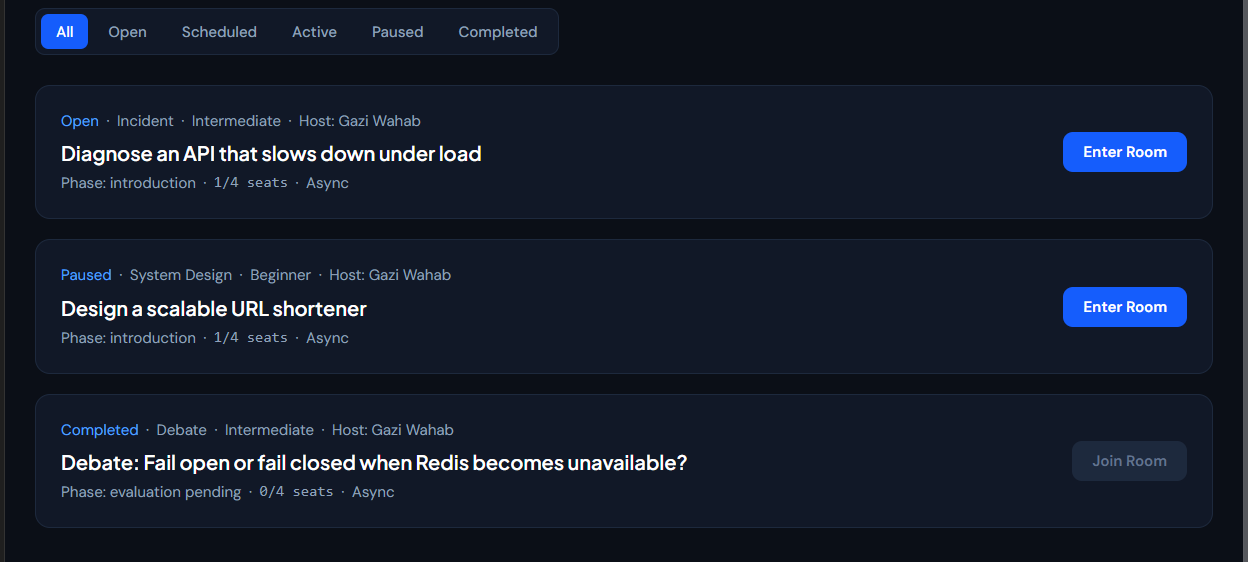 All Open Scheduled Active Paused Completed
Open · Incident · Intermediate · Host: Gazi Wahab
Diagnose an API that slows down under load
Phase: introduction · 1/4 seats · Async
Enter Room
Paused · System Design · Beginner · Host: Gazi Wahab
Design a scalable URL shortener
Phase: introduction · 1/4 seats · Async
Enter Room
Completed · Debate · Intermediate · Host: Gazi Wahab
Debate: Fail open or fail closed when Redis becomes unavailable?
Phase: evaluation pending · 0/4 seats · Async
Join Room